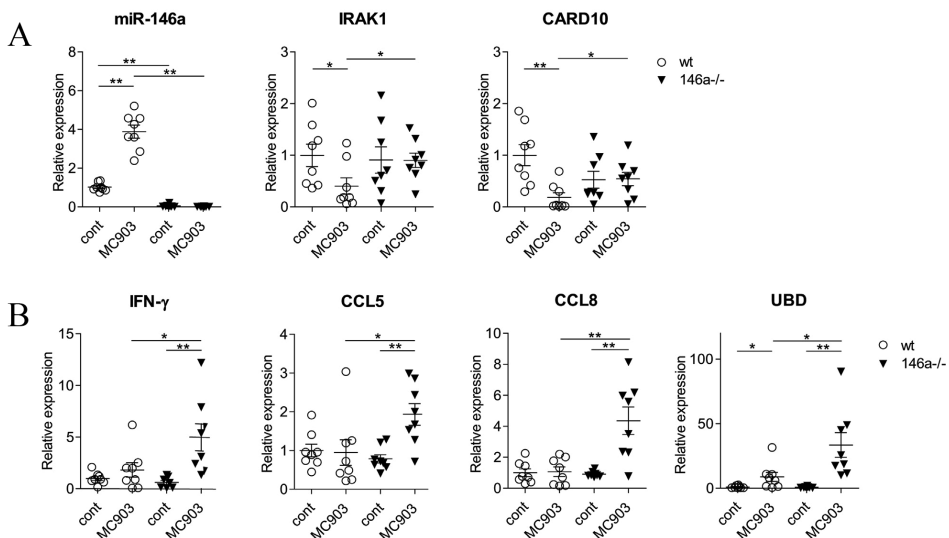 A
miR-146a
IRAK1
CARD10
Relative expression
8
6
4
2
0
**
**
**
cont
MC903
cont
MC903
Relative expression
3
2
1
0
*
*
cont
MC903
cont
MC903
Relative expression
3
2
1
0
**
*
cont
MC903
cont
MC903
wt
146a-/-
B
IFN-γ
CCL5
CCL8
UBD
Relative expression
15
10
5
0
*
**
cont
MC903
cont
MC903
Relative expression
4
3
2
1
0
*
**
cont
MC903
cont
MC903
Relative expression
10
8
6
4
2
0
**
**
cont
MC903
cont
MC903
Relative expression
100
50
0
*
*
**
cont
MC903
cont
MC903
wt
146a-/-